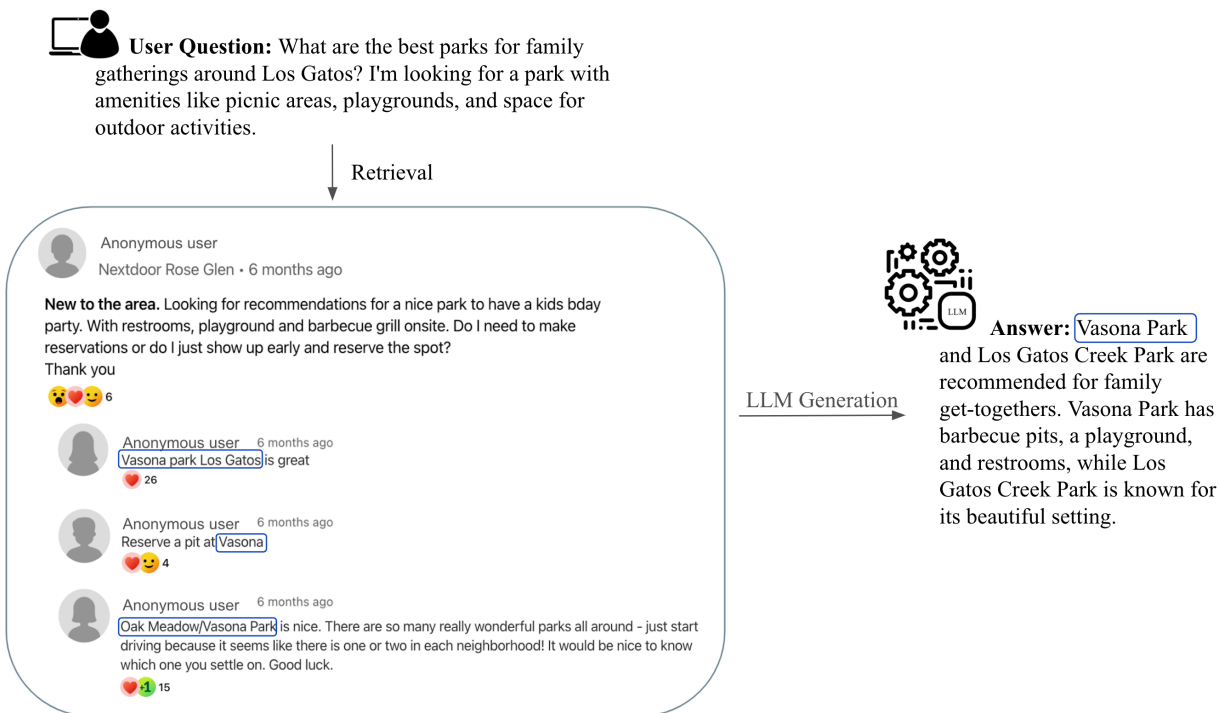 User Question: What are the best parks for family
gatherings around Los Gatos? I'm looking for a park with
amenities like picnic areas, playgrounds, and space for
outdoor activities.
Retrieval
Anonymous user
Nextdoor Rose Glen • 6 months ago
New to the area. Looking for recommendations for a nice park to have a kids bday
party. With restrooms, playground and barbecue grill onsite. Do I need to make
reservations or do I just show up early and reserve the spot?
Thank you
6
Anonymous user 6 months ago
Vasona park Los Gatos is great
26
Anonymous user 6 months ago
Reserve a pit at Vasona
4
Anonymous user 6 months ago
Oak Meadow/Vasona Park is nice. There are so many really wonderful parks all around - just start
driving because it seems like there is one or two in each neighborhood! It would be nice to know
which one you settle on. Good luck.
+1 15
LLM Generation
LLM
Answer: Vasona Park
and Los Gatos Creek Park are
recommended for family
get-togethers. Vasona Park has
barbecue pits, a playground,
and restrooms, while Los
Gatos Creek Park is known for
its beautiful setting.